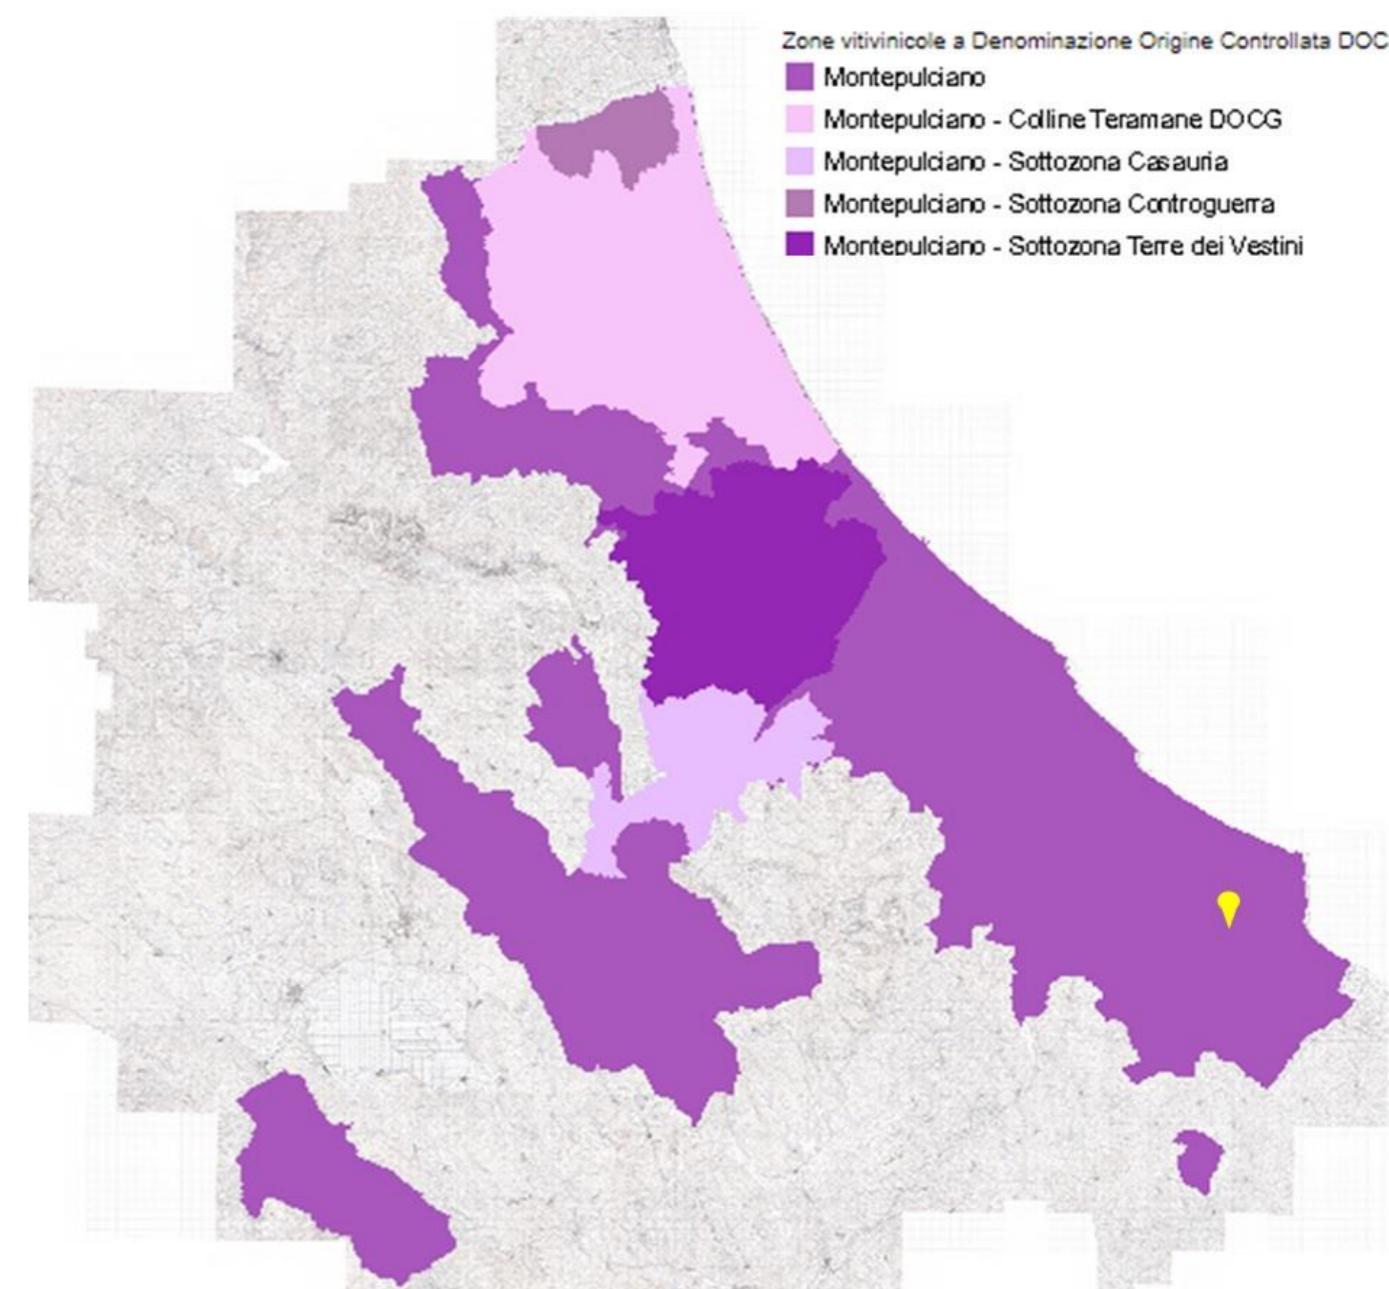 Zone vitivinicole a Denominazione Origine Controllata DOC
Montepulciano
Montepulciano - Colline Teramane DOCG
Montepulciano - Sottozona Casauria
Montepulciano - Sottozona Controguerra
Montepulciano - Sottozona Terre dei Vestini